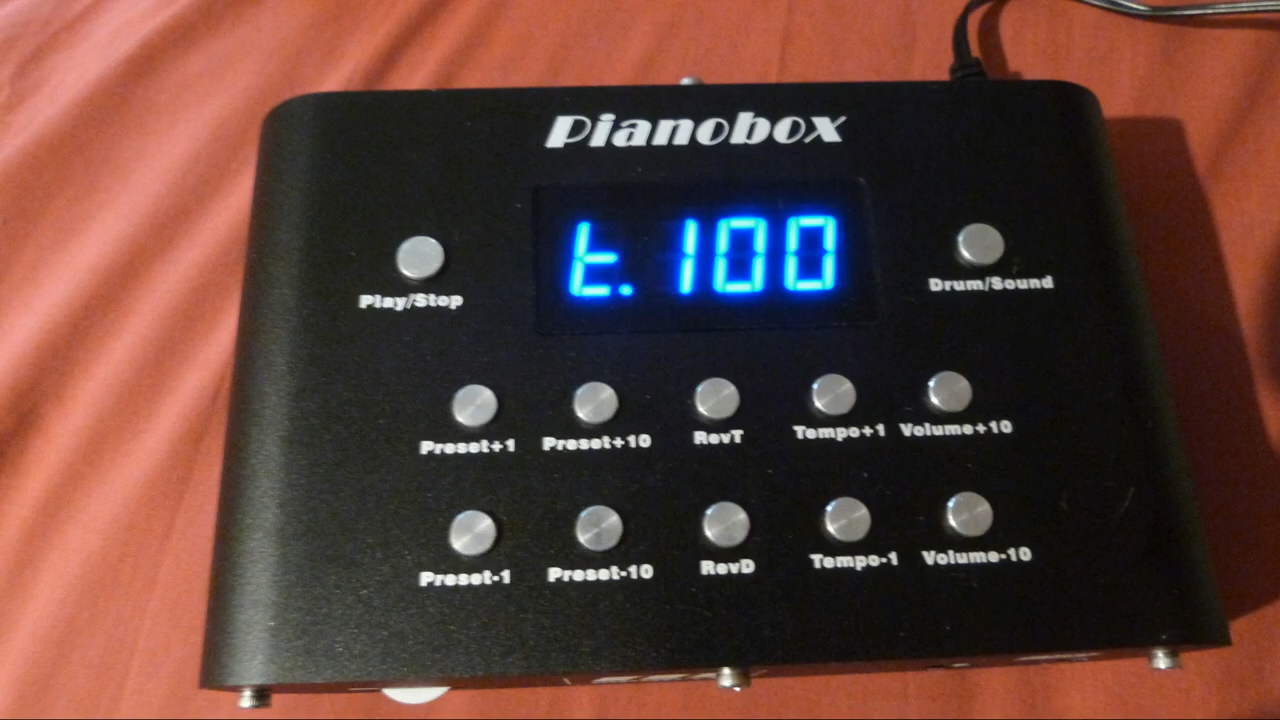 Pianobox
t.100
Play/Stop
Drum/Sound
Preset+1 Preset+10 RevT Tempo+1 Volume+10
Preset-1 Preset-10 RevD Tempo-1 Volume-10